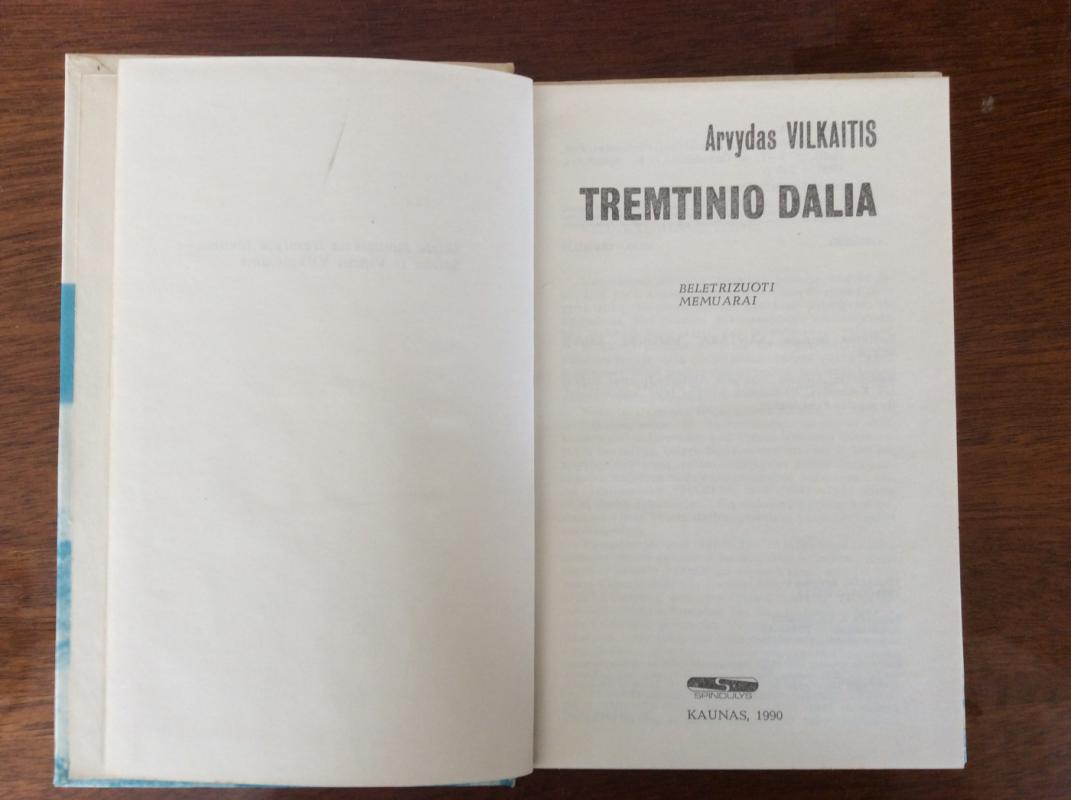 Arvydas VILKAITIS
TREMTINIO DALIA
BELETRIZUOTI
MEMUARAI
SPINDULYS
KAUNAS, 1990